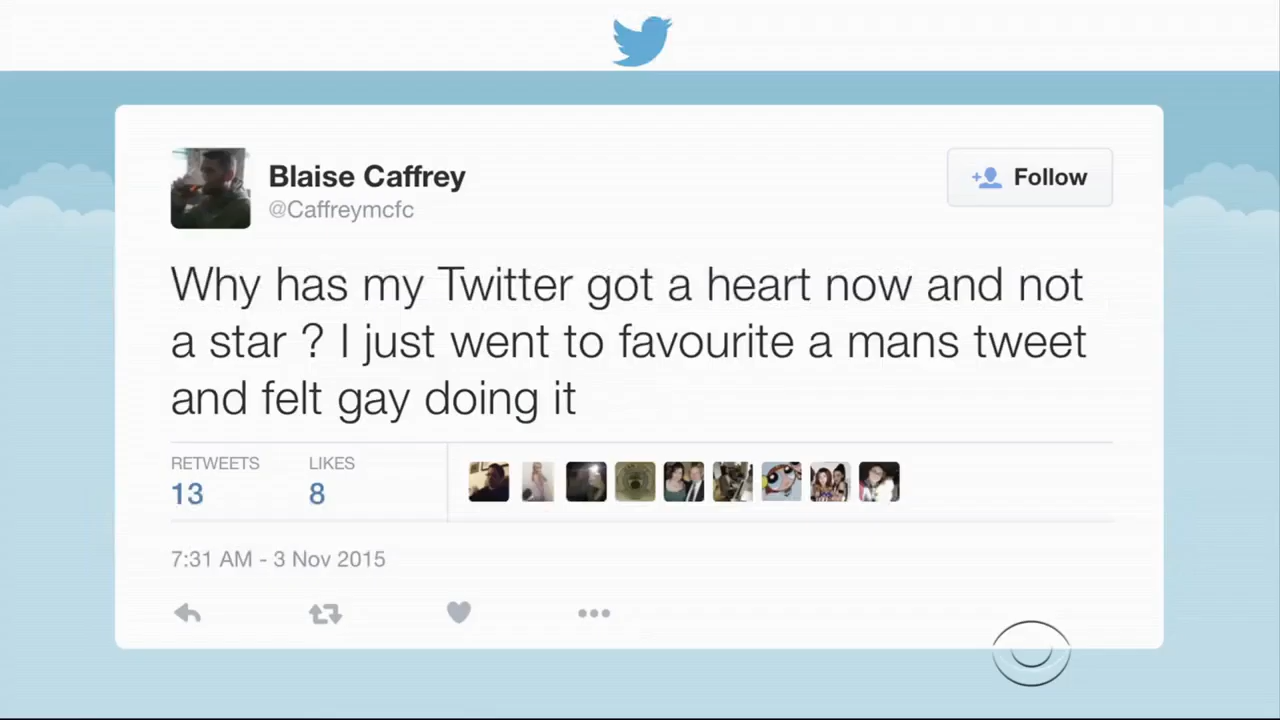 Blaise Caffrey
@Caffreymcfc
Follow
Why has my Twitter got a heart now and not
a star ? I just went to favourite a mans tweet
and felt gay doing it
RETWEETS LIKES
13 8
7:31 AM - 3 Nov 2015